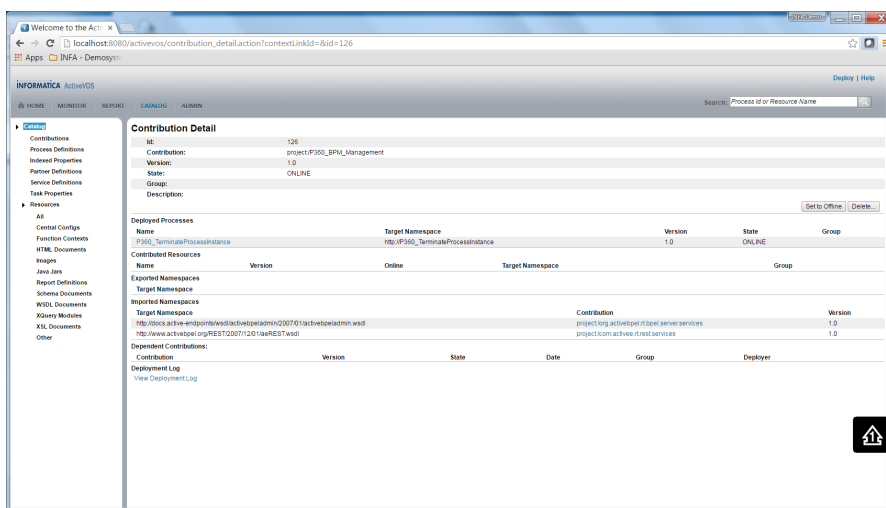 Welcome to the Acti ×
localhost:8080/activevos/contribution_detail.action?contextLinkId=&id=126
Apps INFA - Demosyst
INFORMATICA ActiveVOS
Deploy | Help
HOME MONITOR REPORT CATALOG ADMIN
Search: Process Id or Resource Name
Catalog
Contributions
Process Definitions
Indexed Properties
Partner Definitions
Service Definitions
Task Properties
Resources
All
Central Configs
Function Contexts
HTML Documents
Images
Java Jars
Report Definitions
Schema Documents
WSDL Documents
XQuery Modules
XSL Documents
Other
Contribution Detail
Id: 126
Contribution: project:/P360_BPM_Management
Version: 1.0
State: ONLINE
Group:
Description:
Set to Offline Delete...
Deployed Processes
Name Target Namespace Version State Group
P360_TerminateProcessInstance http://P360_TerminateProcessInstance 1.0 ONLINE
Contributed Resources
Name Version Online Target Namespace Group
Exported Namespaces
Target Namespace
Imported Namespaces
Target Namespace Contribution Version
http://docs.active-endpoints/wsdl/activebpeladmin/2007/01/activebpeladmin.wsdl project:/org.activebpel.rt.bpel.server.services 1.0
http://www.activebpel.org/REST/2007/12/01/aeREST.wsdl project:/com.activee.rt.rest.services 1.0
Dependent Contributions:
Contribution Version State Date Group Deployer
Deployment Log
View Deployment Log